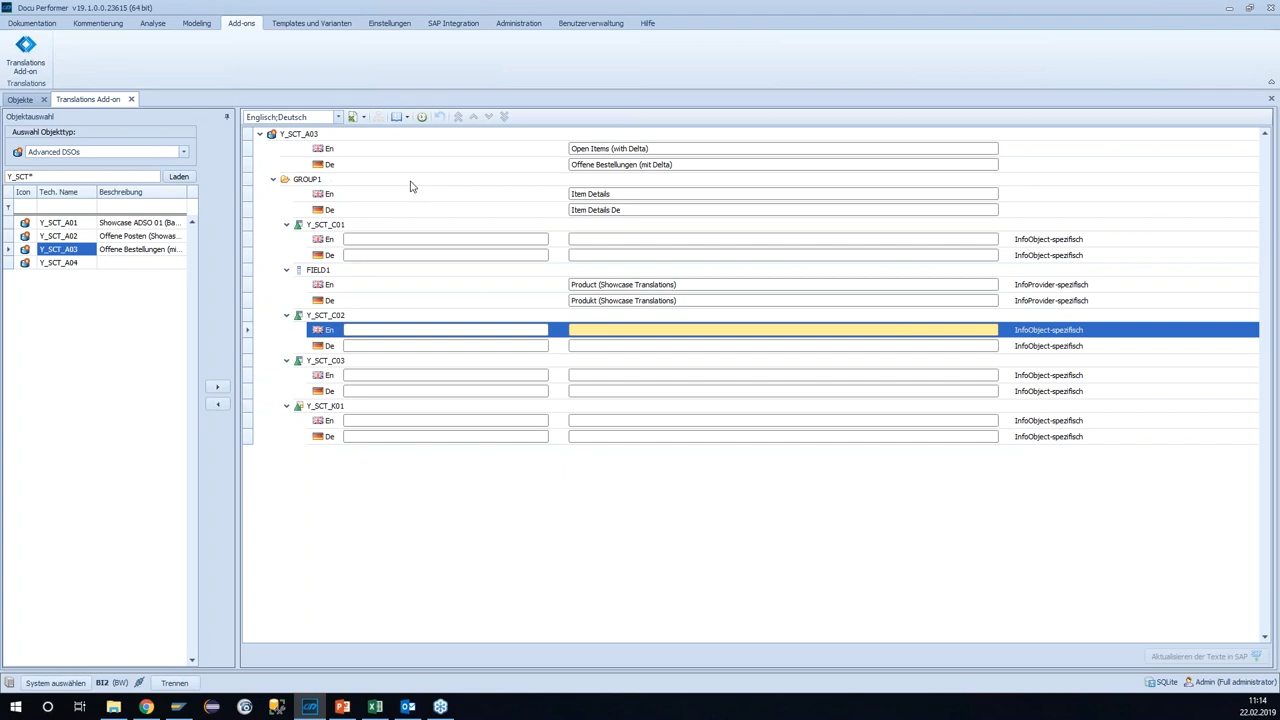 Docu Performer v19.1.0.0.23615 (64 bit)
Dokumentation Kommentierung Analyse Modeling Add-ons Templates und Varianten Einstellungen SAP Integration Administration Benutzerverwaltung Hilfe
Translations
Add-on
Translations
Objekte Translations Add-on
Objektauswahl
Englisch;Deutsch
Auswahl Objekttyp:
Advanced DSOs
Y_SCT* Laden
Icon Tech. Name Beschreibung
Y_SCT_A01 Showcase ADSO 01 (Ba...
Y_SCT_A02 Offene Posten (Showas...
Y_SCT_A03 Offene Bestellungen (mi...
Y_SCT_A04
Y_SCT_A03
En Open Items (with Delta)
De Offene Bestellungen (mit Delta)
GROUP1
En Item Details
De Item Details De
Y_SCT_C01
En InfoObject-spezifisch
De InfoObject-spezifisch
FIELD1
En Product (Showcase Translations) InfoProvider-spezifisch
De Produkt (Showcase Translations) InfoProvider-spezifisch
Y_SCT_C02
En InfoObject-spezifisch
De InfoObject-spezifisch
Y_SCT_C03
En InfoObject-spezifisch
De InfoObject-spezifisch
Y_SCT_K01
En InfoObject-spezifisch
De InfoObject-spezifisch
Aktualisieren der Texte in SAP
System auswählen BI2 (BW) Trennen SQLite Admin (Full administrator)
11:14
22.02.2019